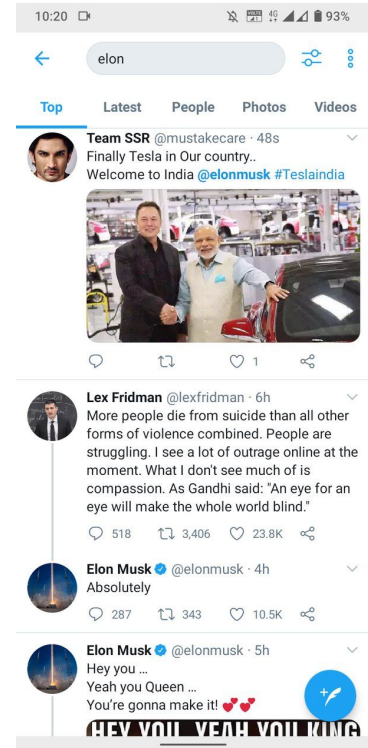 10:20
VOLTE
4G
93%
elon
Top Latest People Photos Videos
Team SSR @mustakecare · 48s
Finally Tesla in Our country..
Welcome to India @elonmusk #Teslaindia
1
Lex Fridman @lexfridman · 6h
More people die from suicide than all other
forms of violence combined. People are
struggling. I see a lot of outrage online at the
moment. What I don't see much of is
compassion. As Gandhi said: "An eye for an
eye will make the whole world blind."
518 3,406 23.8K
Elon Musk @elonmusk · 4h
Absolutely
287 343 10.5K
Elon Musk @elonmusk · 5h
Hey you ...
Yeah you Queen ...
You're gonna make it! 💕💕
HEY YOU, YEAH YOU KING